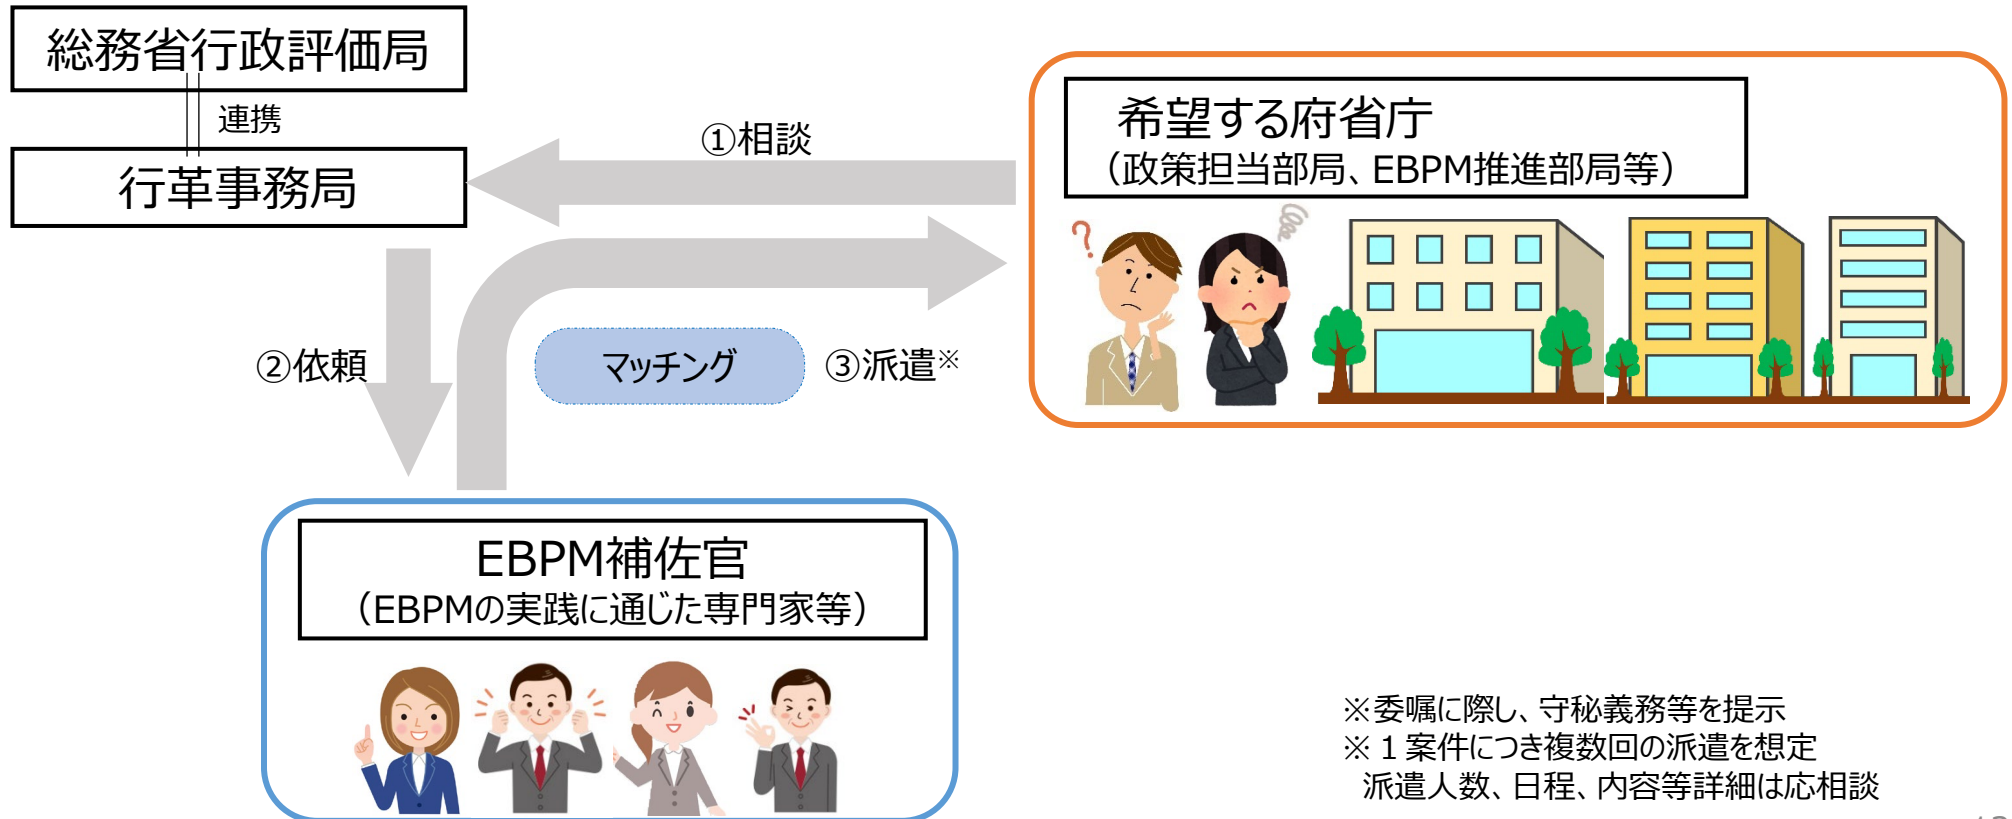 総務省行政評価局
連携
行革事務局
①相談
希望する府省庁
（政策担当部局、EBPM推進部局等）
②依頼
マッチング
③派遣※
EBPM補佐官
（EBPMの実践に通じた専門家等）
※委嘱に際し、守秘義務等を提示
※１案件につき複数回の派遣を想定
派遣人数、日程、内容等詳細は応相談